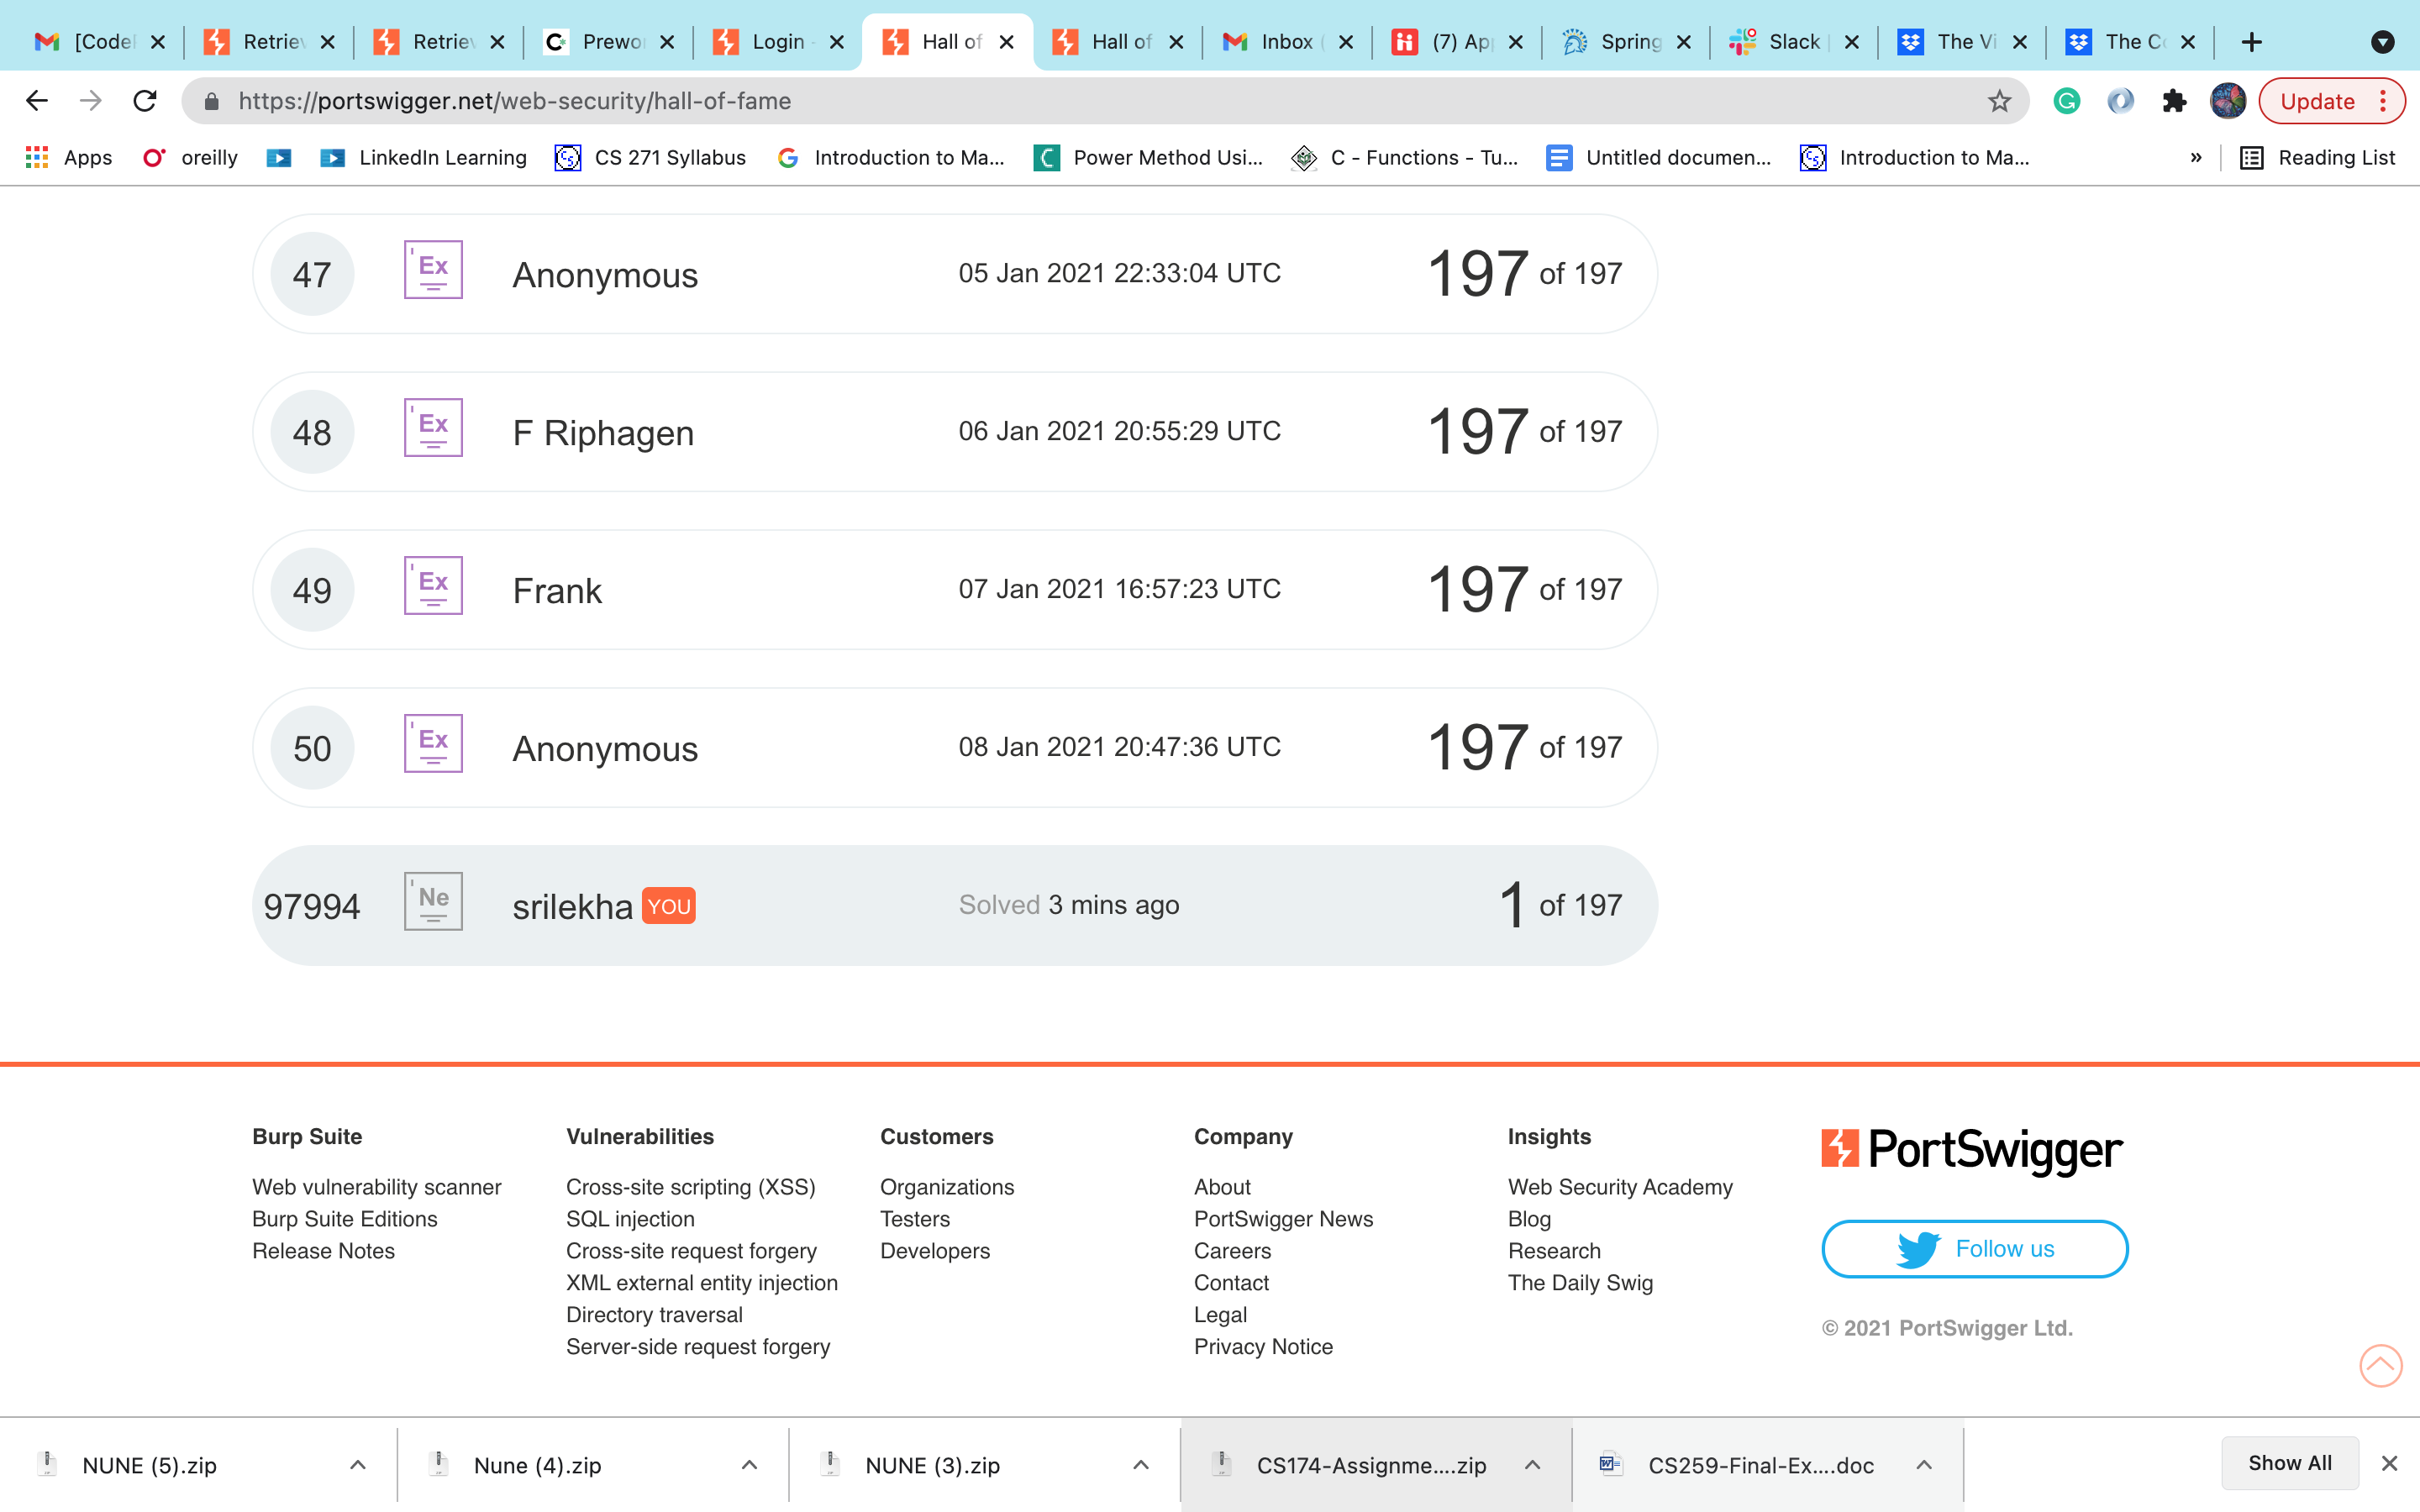 [Code
Retrie
Retrie
Prewo
Login
Hall of
Hall of
Inbox
(7) Ap
Spring
Slack
The Vi
The C
https://portswigger.net/web-security/hall-of-fame
Update
Apps
oreilly
LinkedIn Learning
CS 271 Syllabus
Introduction to Ma...
Power Method Usi...
C - Functions - Tu...
Untitled documen...
Introduction to Ma...
»
Reading List
47 Ex Anonymous 05 Jan 2021 22:33:04 UTC 197 of 197
48 Ex F Riphagen 06 Jan 2021 20:55:29 UTC 197 of 197
49 Ex Frank 07 Jan 2021 16:57:23 UTC 197 of 197
50 Ex Anonymous 08 Jan 2021 20:47:36 UTC 197 of 197
97994 Ne srilekha YOU Solved 3 mins ago 1 of 197
Burp Suite
Web vulnerability scanner
Burp Suite Editions
Release Notes
Vulnerabilities
Cross-site scripting (XSS)
SQL injection
Cross-site request forgery
XML external entity injection
Directory traversal
Server-side request forgery
Customers
Organizations
Testers
Developers
Company
About
PortSwigger News
Careers
Contact
Legal
Privacy Notice
Insights
Web Security Academy
Blog
Research
The Daily Swig
PortSwigger
Follow us
© 2021 PortSwigger Ltd.
NUNE (5).zip
Nune (4).zip
NUNE (3).zip
CS174-Assignme....zip
CS259-Final-Ex....doc
Show All